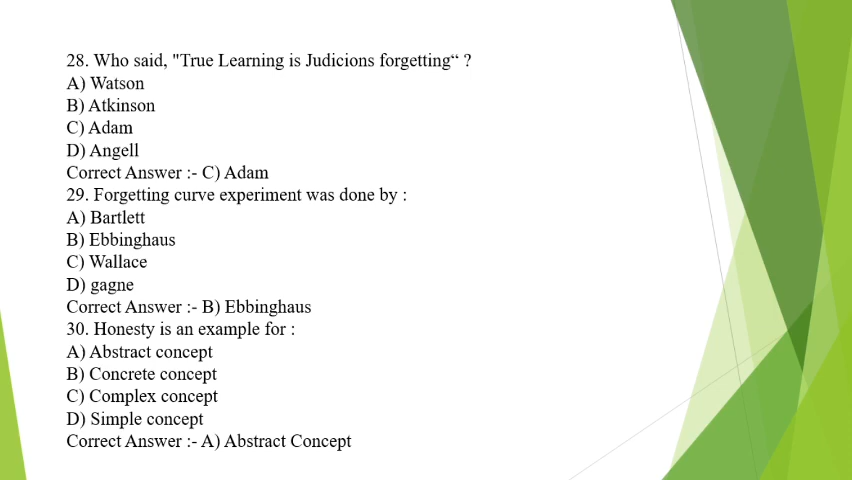 28. Who said, "True Learning is Judicions forgetting“ ?
A) Watson
B) Atkinson
C) Adam
D) Angell
Correct Answer :- C) Adam
29. Forgetting curve experiment was done by :
A) Bartlett
B) Ebbinghaus
C) Wallace
D) gagne
Correct Answer :- B) Ebbinghaus
30. Honesty is an example for :
A) Abstract concept
B) Concrete concept
C) Complex concept
D) Simple concept
Correct Answer :- A) Abstract Concept